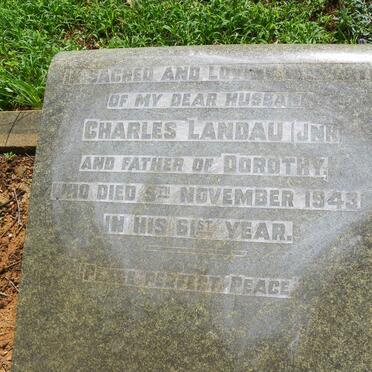 IN SACRED AND LOVING MEMORY
OF MY DEAR HUSBAND
CHARLES LANDAU (JNR
AND FATHER OF DOROTHY,
WHO DIED 5TH NOVEMBER 1943
IN HIS 61ST YEAR.
PEACE PERFECT PEACE